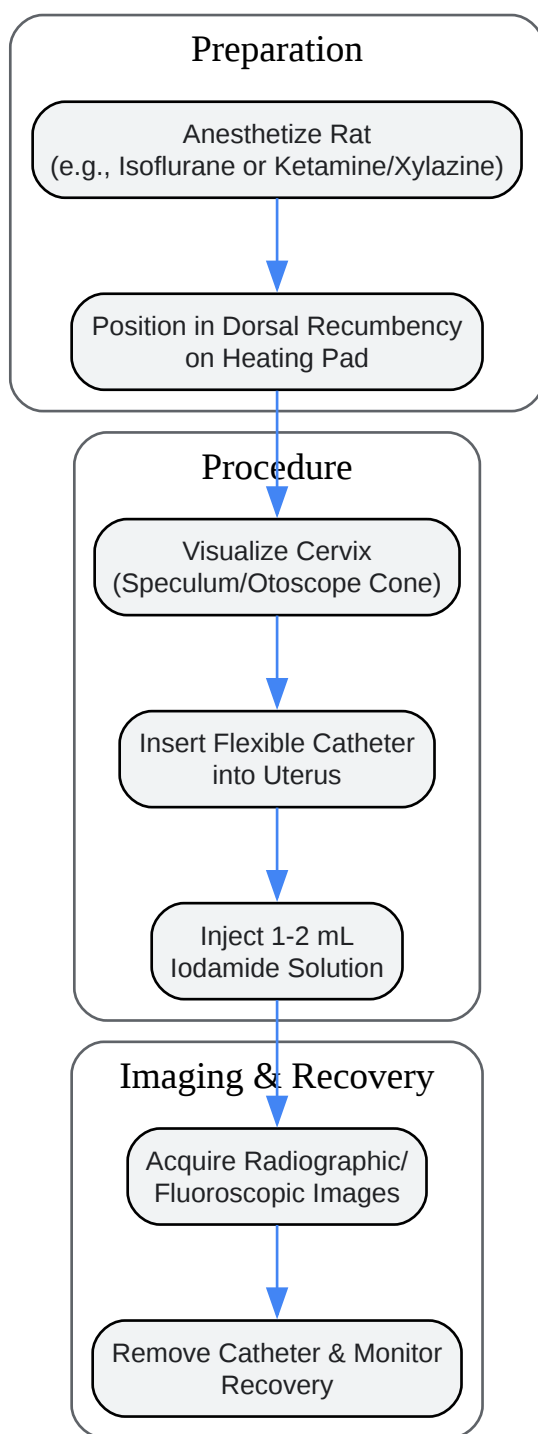 Preparation
Anesthetize Rat
(e.g., Isoflurane or Ketamine/Xylazine)
Position in Dorsal Recumbency
on Heating Pad
Procedure
Visualize Cervix
(Speculum/Otoscope Cone)
Insert Flexible Catheter
into Uterus
Inject 1-2 mL
Iodamide Solution
Imaging & Recovery
Acquire Radiographic/
Fluoroscopic Images
Remove Catheter & Monitor
Recovery